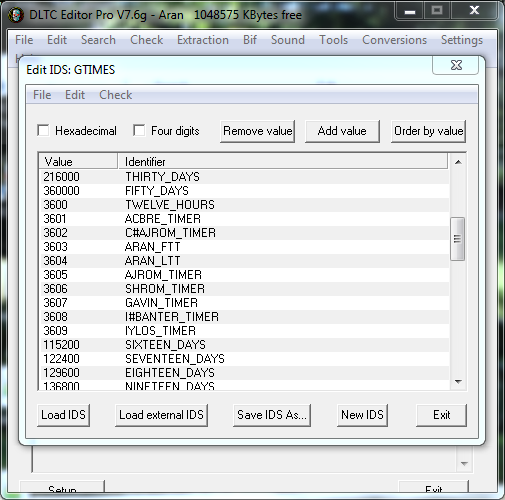 DLTC Editor Pro V7.6g - Aran 1048575 KBytes free
File Edit Search Check Extraction Bif Sound Tools Conversions Settings
Edit IDS: GTIMES
File Edit Check
Hexadecimal Four digits Remove value Add value Order by value
Value Identifier
216000 THIRTY_DAYS
360000 FIFTY_DAYS
3600 TWELVE_HOURS
3601 ACBRE_TIMER
3602 C#AJROM_TIMER
3603 ARAN_FTT
3604 ARAN_LTT
3605 AJROM_TIMER
3606 SHROM_TIMER
3607 GAVIN_TIMER
3608 I#BANTER_TIMER
3609 IYLOS_TIMER
115200 SIXTEEN_DAYS
122400 SEVENTEEN_DAYS
129600 EIGHTEEN_DAYS
136800 NINETEEN_DAYS
Load IDS Load external IDS Save IDS As... New IDS Exit
Setup Exit